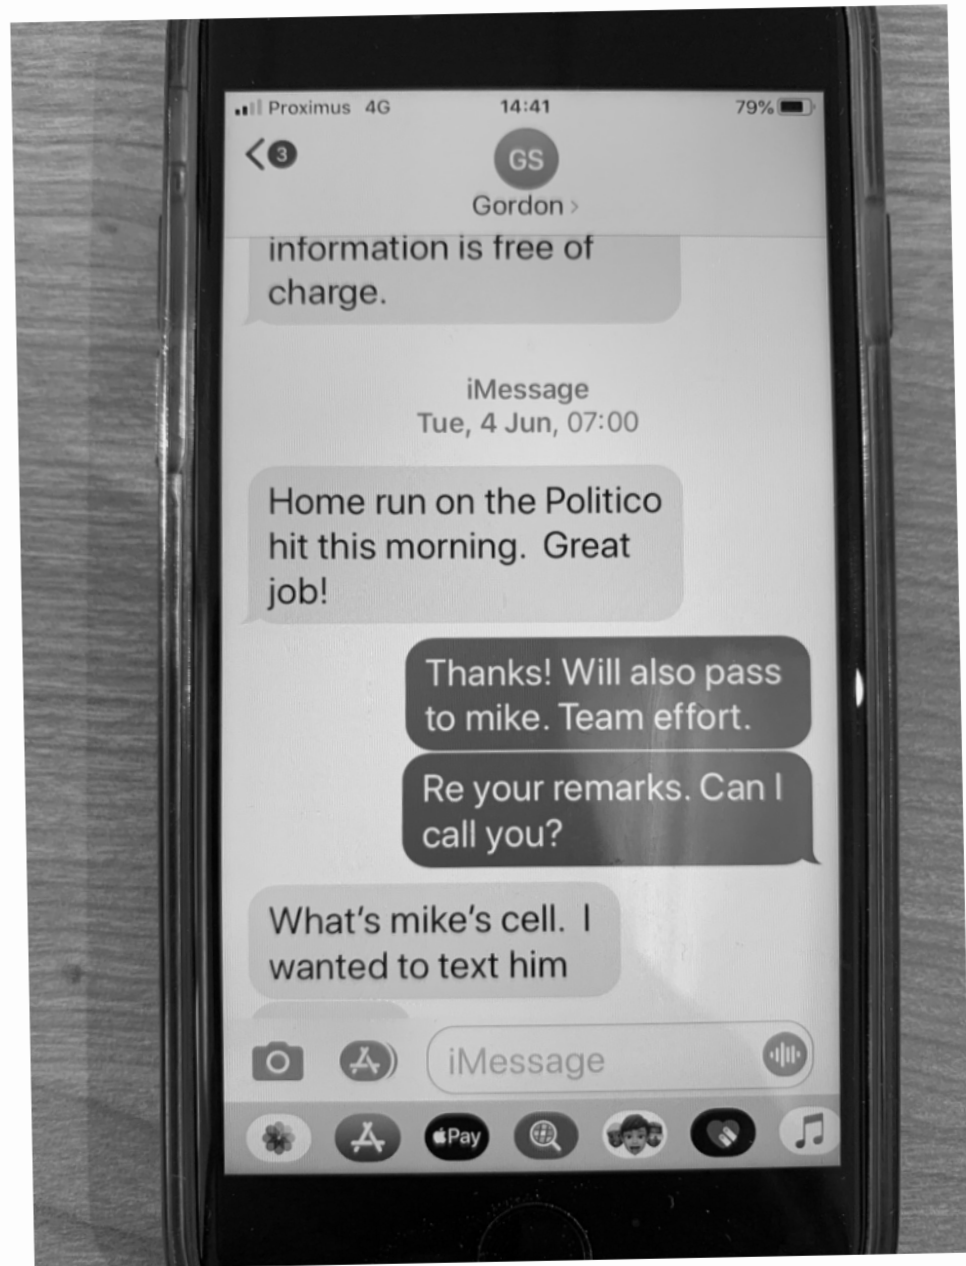 Proximus 4G 14:41 79%
3
GS
Gordon
information is free of
charge.
iMessage
Tue, 4 Jun, 07:00
Home run on the Politico
hit this morning.  Great
job!
Thanks! Will also pass
to mike. Team effort.
Re your remarks. Can I
call you?
What's mike's cell.  I
wanted to text him
iMessage
Pay